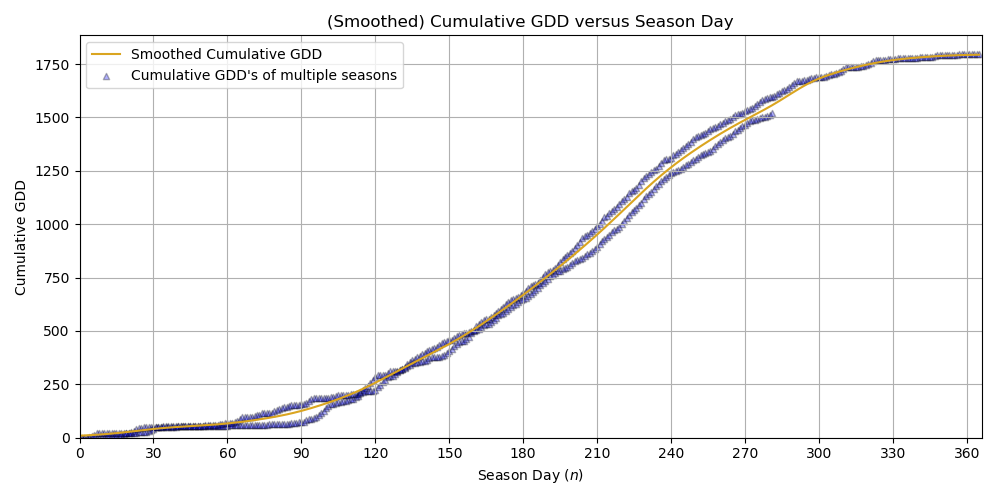 (Smoothed) Cumulative GDD versus Season Day
Smoothed Cumulative GDD
Cumulative GDD's of multiple seasons
Cumulative GDD
1750
1500
1250
1000
750
500
250
0
0 30 60 90 120 150 180 210 240 270 300 330 360
Season Day (n)